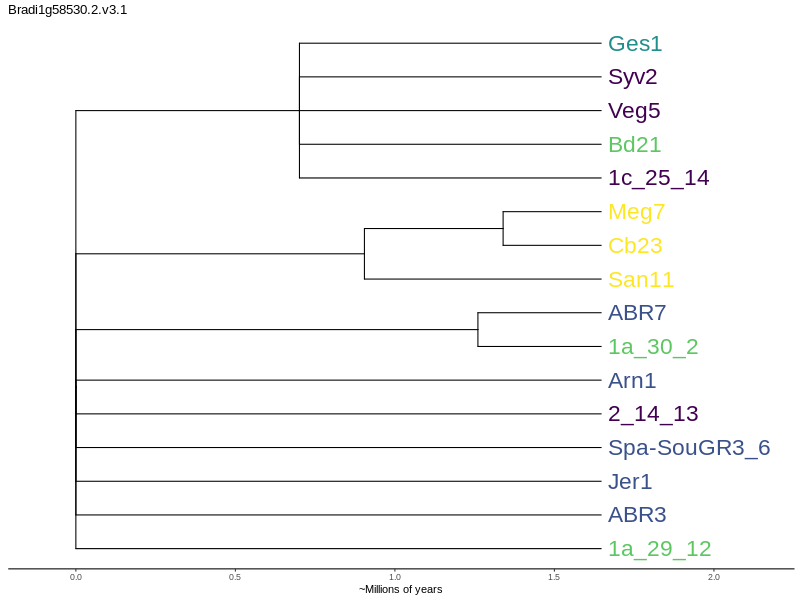 Bradi1g58530.2.v3.1
Ges1
Syv2
Veg5
Bd21
1c_25_14
Meg7
Cb23
San11
ABR7
1a_30_2
Arn1
2_14_13
Spa-SouGR3_6
Jer1
ABR3
1a_29_12
0.0 0.5 1.0 1.5 2.0
~Millions of years